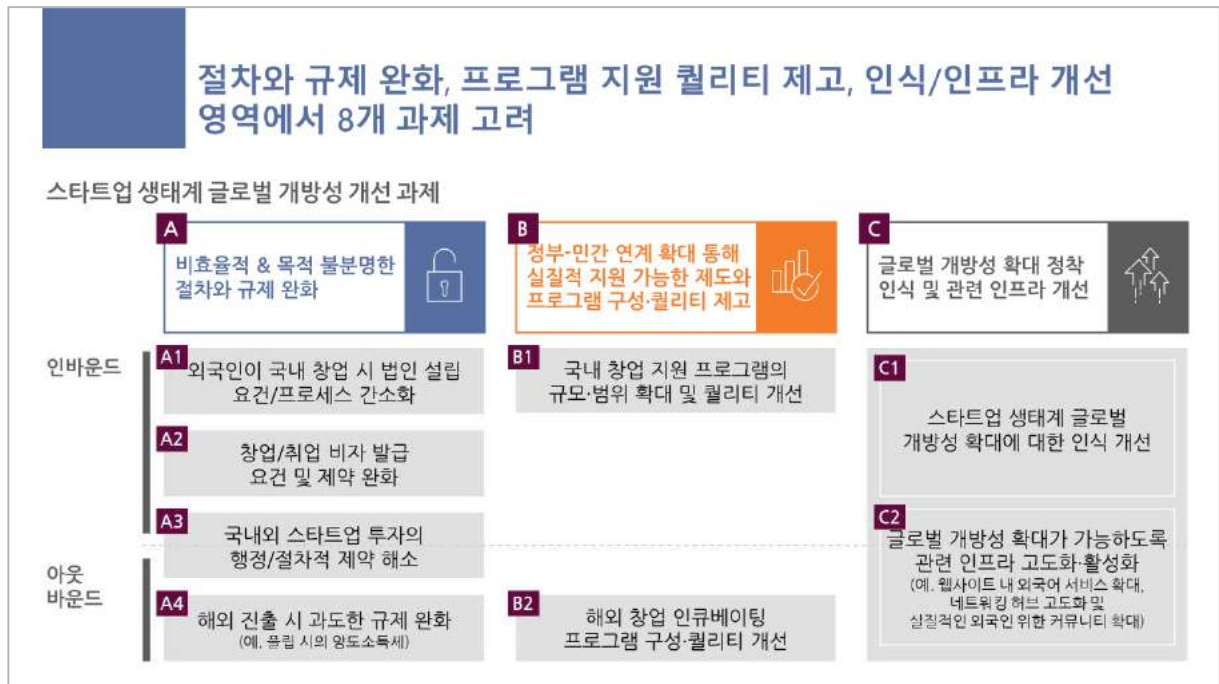 절차와 규제 완화, 프로그램 지원 퀄리티 제고, 인식/인프라 개선
영역에서 8개 과제 고려
스타트업 생태계 글로벌 개방성 개선 과제
A
비효율적 & 목적 불분명한
절차와 규제 완화
B
정부-민간 연계 확대 통해
실질적 지원 가능한 제도와
프로그램 구성·퀄리티 제고
C
글로벌 개방성 확대 정착
인식 및 관련 인프라 개선
인바운드
A1
외국인이 국내 창업 시 법인 설립
요건/프로세스 간소화
B1
국내 창업 지원 프로그램의
규모·범위 확대 및 퀄리티 개선
C1
스타트업 생태계 글로벌
개방성 확대에 대한 인식 개선
A2
창업/취업 비자 발급
요건 및 제약 완화
A3
국내외 스타트업 투자의
행정/절차적 제약 해소
C2
글로벌 개방성 확대가 가능하도록
관련 인프라 고도화·활성화
(예. 웹사이트 내 외국어 서비스 확대,
네트워킹 허브 고도화 및
실질적인 외국인 위한 커뮤니티 확대)
아웃
바운드
A4
해외 진출 시 과도한 규제 완화
(예. 플립 시의 양도소득세)
B2
해외 창업 인큐베이팅
프로그램 구성·퀄리티 개선